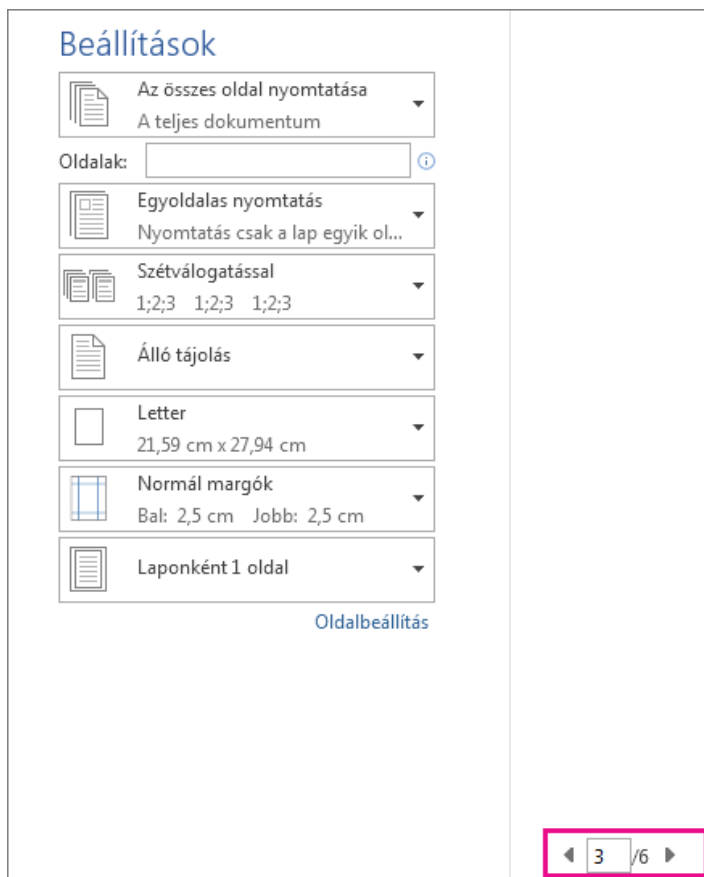 Beállítások
Az összes oldal nyomtatása
A teljes dokumentum
Oldalak:
Egyoldalas nyomtatás
Nyomtatás csak a lap egyik ol...
Szétválogatással
1;2;3 1;2;3 1;2;3
Álló tájolás
Letter
21,59 cm x 27,94 cm
Normál margók
Bal: 2,5 cm Jobb: 2,5 cm
Laponként 1 oldal
Oldalbeállítás
3 /6